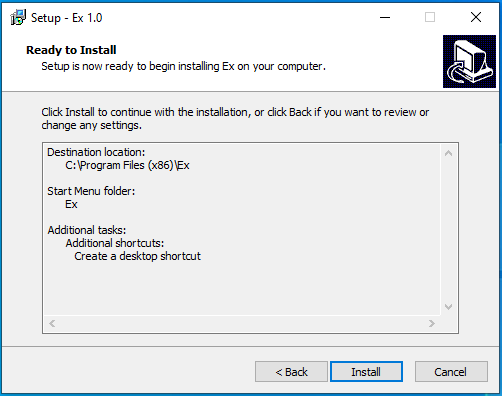 Setup - Ex 1.0
Ready to Install
Setup is now ready to begin installing Ex on your computer.
Click Install to continue with the installation, or click Back if you want to review or
change any settings.
Destination location:
C:\Program Files (x86)\Ex
Start Menu folder:
Ex
Additional tasks:
Additional shortcuts:
Create a desktop shortcut
< Back
Install
Cancel